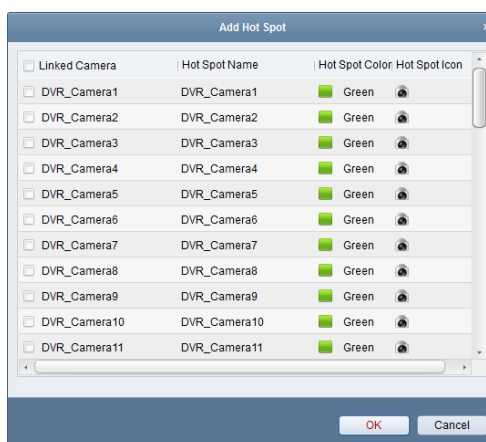 Add Hot Spot
Linked Camera Hot Spot Name Hot Spot Color Hot Spot Icon
DVR_Camera1 DVR_Camera1 Green
DVR_Camera2 DVR_Camera2 Green
DVR_Camera3 DVR_Camera3 Green
DVR_Camera4 DVR_Camera4 Green
DVR_Camera5 DVR_Camera5 Green
DVR_Camera6 DVR_Camera6 Green
DVR_Camera7 DVR_Camera7 Green
DVR_Camera8 DVR_Camera8 Green
DVR_Camera9 DVR_Camera9 Green
DVR_Camera10 DVR_Camera10 Green
DVR_Camera11 DVR_Camera11 Green
OK Cancel